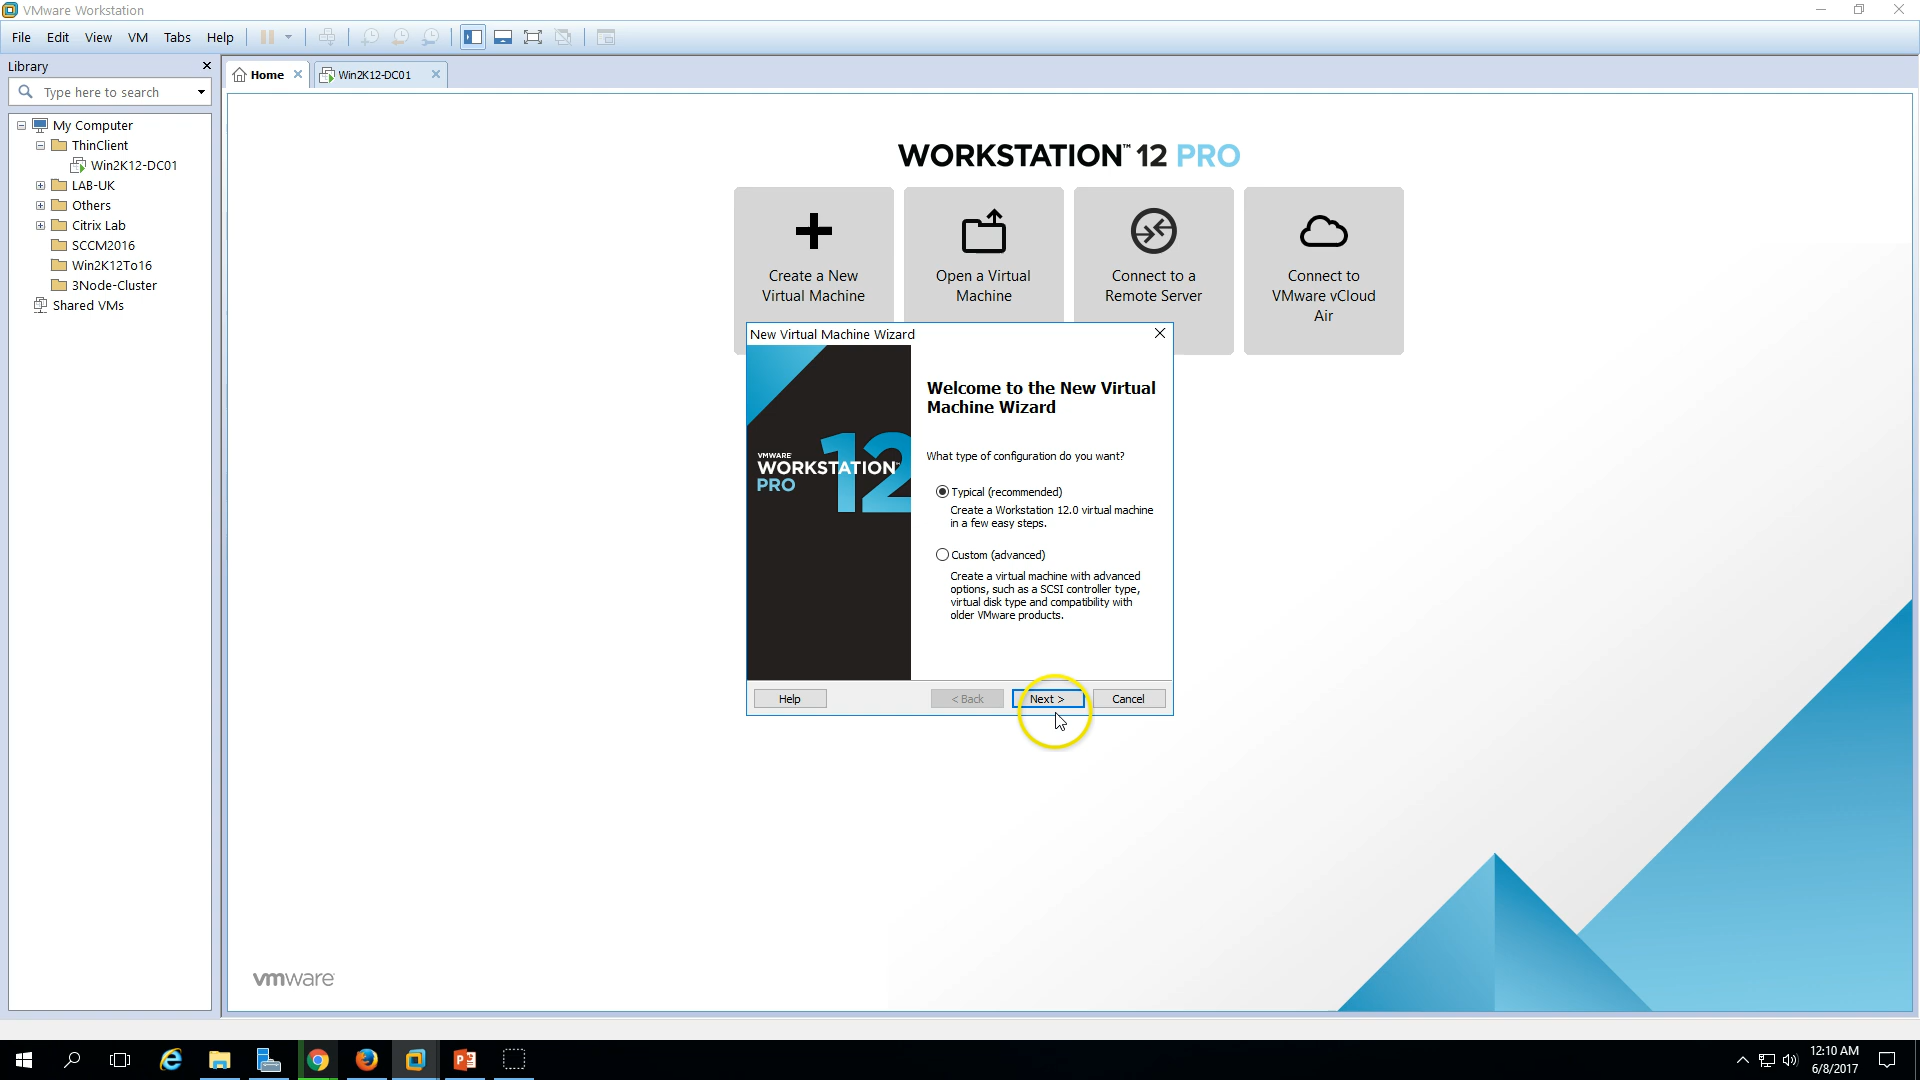 VMware Workstation
File Edit View VM Tabs Help
Library
Type here to search
My Computer
ThinClient
Win2K12-DC01
LAB-UK
Others
Citrix Lab
SCCM2016
Win2K12To16
3Node-Cluster
Shared VMs
Home
Win2K12-DC01
WORKSTATION™ 12 PRO
Create a New
Virtual Machine
Open a Virtual
Machine
Connect to a
Remote Server
Connect to
VMware vCloud
Air
New Virtual Machine Wizard
VMWARE
WORKSTATION™
PRO
12
Welcome to the New Virtual
Machine Wizard
What type of configuration do you want?
Typical (recommended)
Create a Workstation 12.0 virtual machine
in a few easy steps.
Custom (advanced)
Create a virtual machine with advanced
options, such as a SCSI controller type,
virtual disk type and compatibility with
older VMware products.
Help
< Back
Next >
Cancel
vmware
12:10 AM
6/8/2017